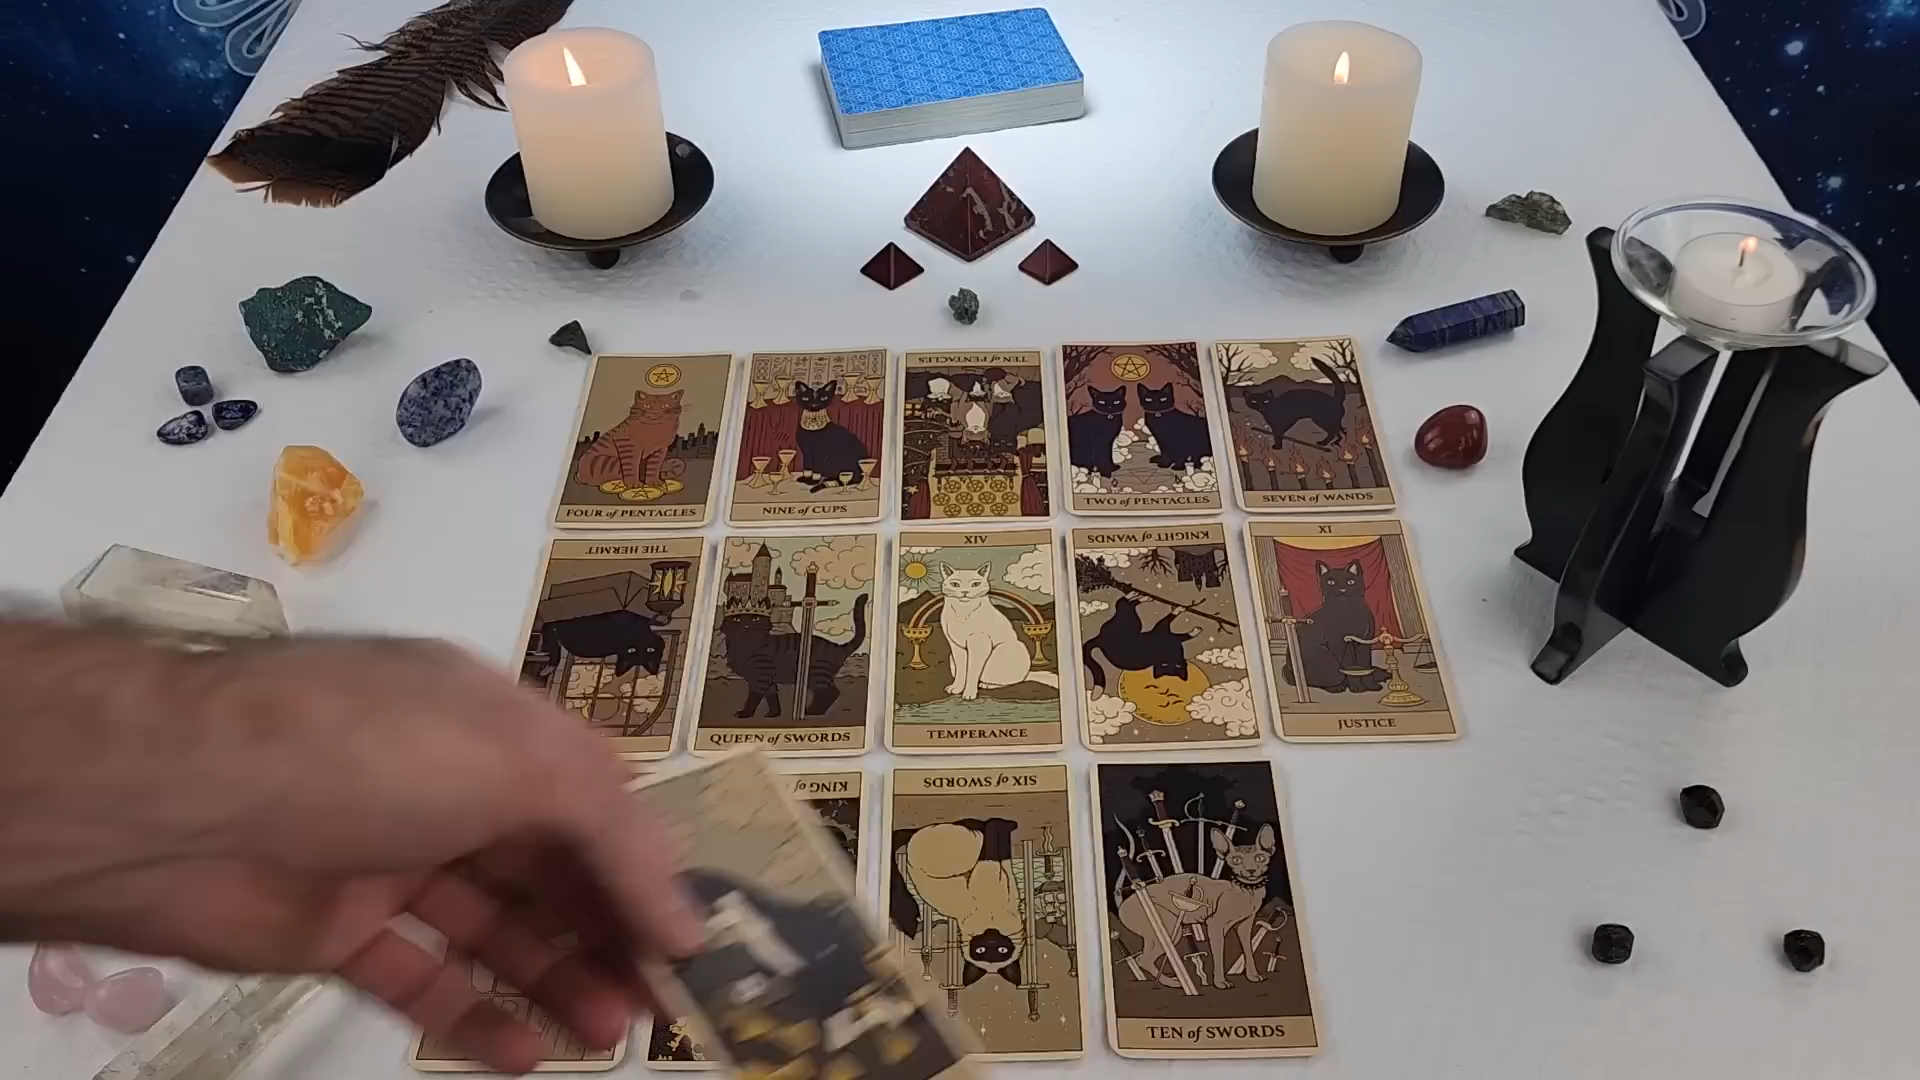 FOUR of PENTACLES
NINE of CUPS
TEN of PENTACLES
TWO of PENTACLES
SEVEN of WANDS
THE HERMIT
QUEEN of SWORDS
XIV
TEMPERANCE
KNIGHT of WANDS
XI
JUSTICE
KING of
SIX of SWORDS
TEN of SWORDS